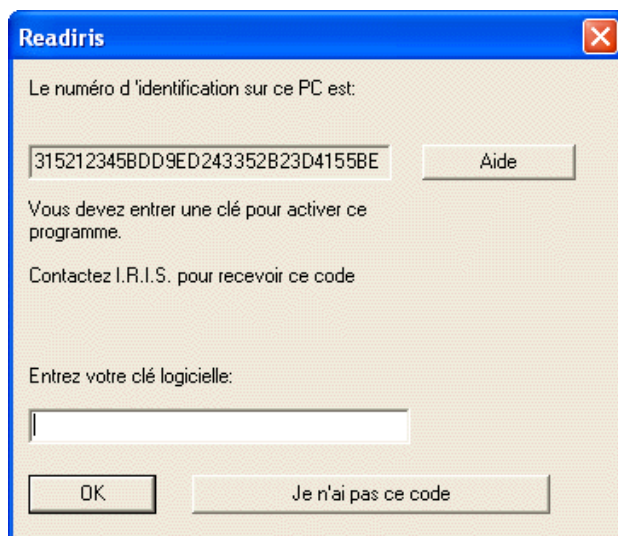 Readiris
Le numéro d 'identification sur ce PC est:
315212345BDD9ED243352B23D4155BE
Aide
Vous devez entrer une clé pour activer ce
programme.
Contactez I.R.I.S. pour recevoir ce code
Entrez votre clé logicielle:
OK
Je n'ai pas ce code